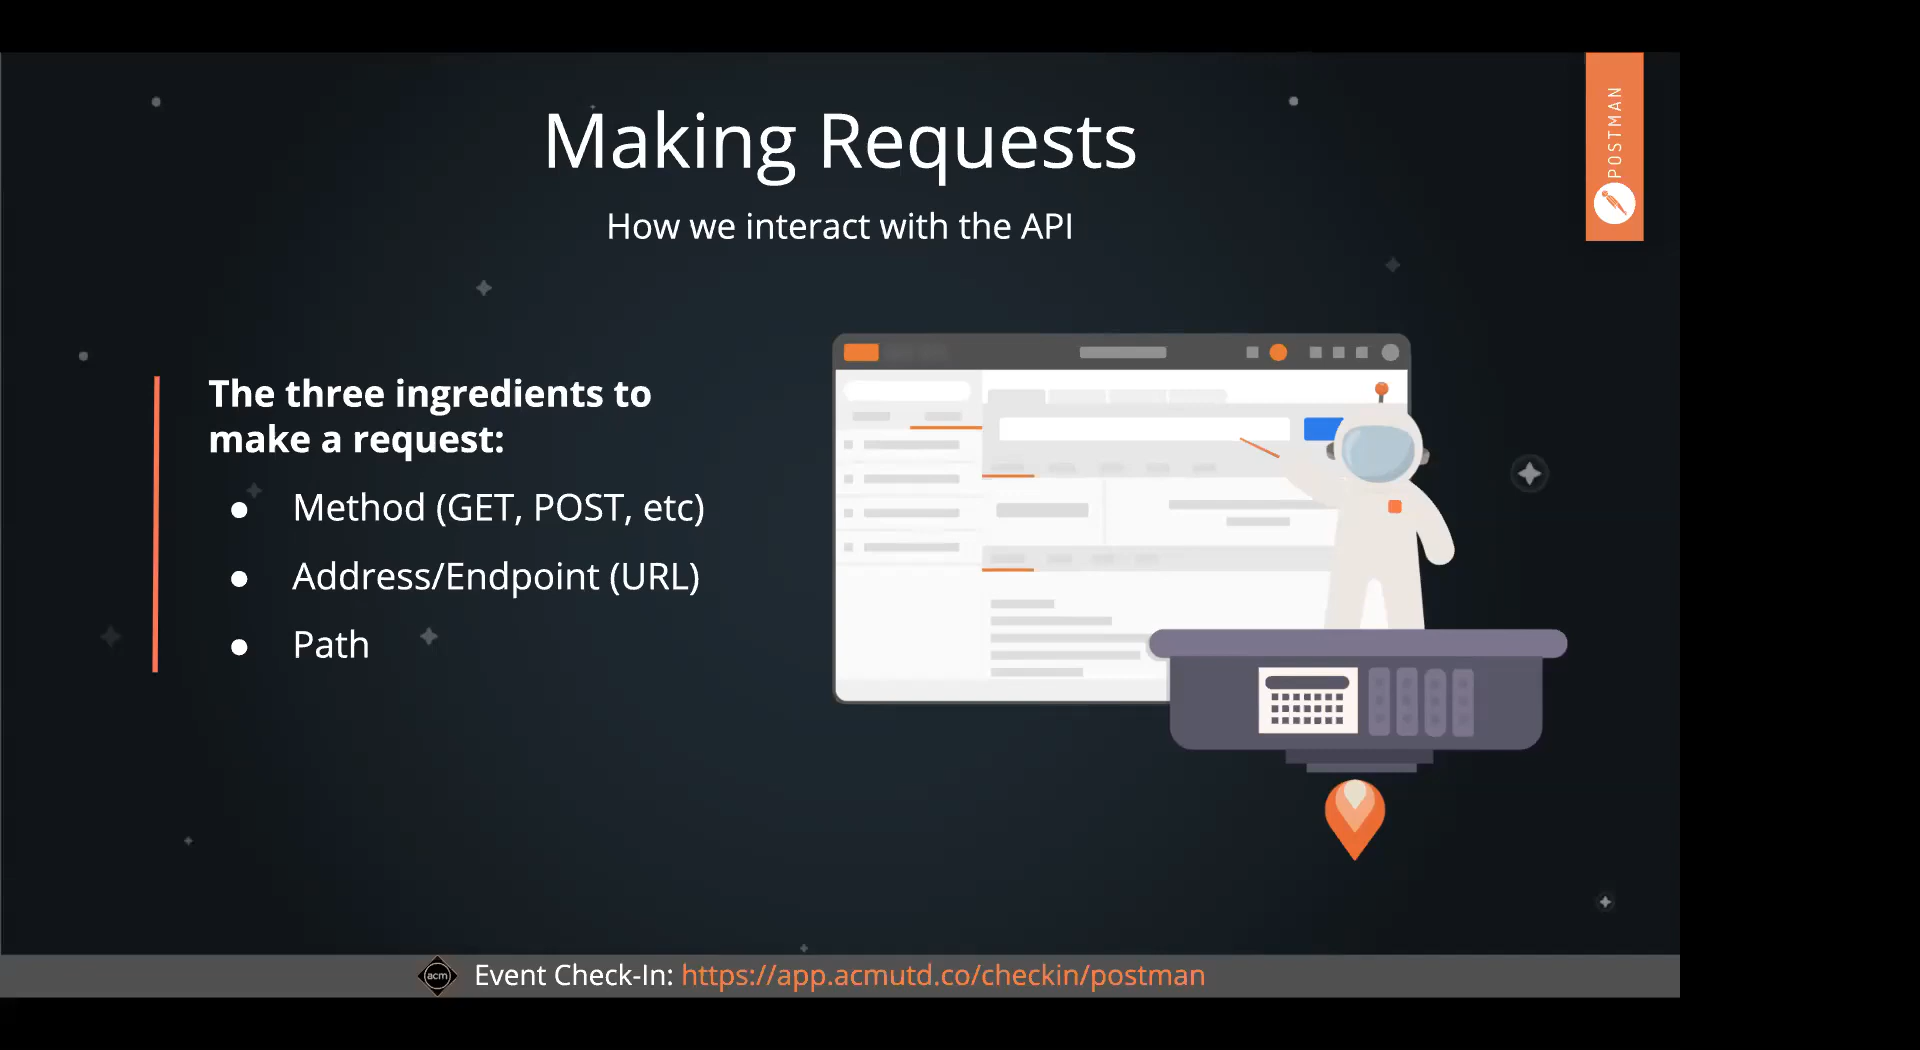 Making Requests
How we interact with the API
POSTMAN
The three ingredients to
make a request:
● Method (GET, POST, etc)
● Address/Endpoint (URL)
● Path
acm
Event Check-In: https://app.acmutd.co/checkin/postman